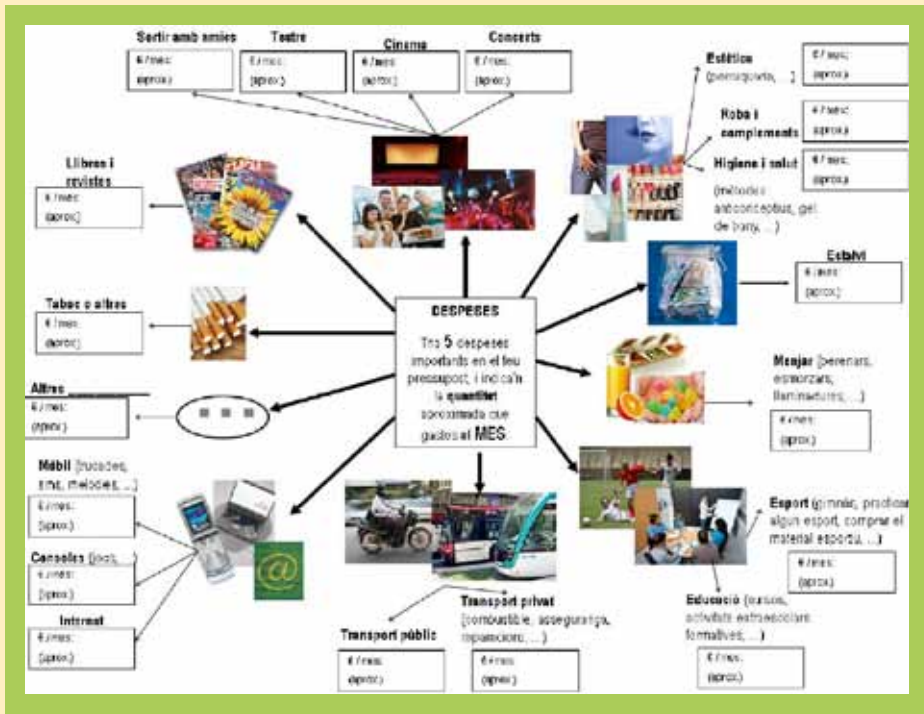 Sortir amb amics
€ / mes:
(aprox.)
Teatre
€ / mes:
(aprox.)
Cinema
€ / mes:
(aprox.)
Concerts
€ / mes:
(aprox.)
Estètica
(perruqueria, ...)
€ / mes:
(aprox.)
Roba i
complements
€ / mes:
(aprox.)
Higiene i salut
(mètodes
anticonceptius, gel
de bany, ...)
€ / mes:
(aprox.)
Llibres i
revistes
€ / mes:
(aprox.)
Estalvi
€ / mes:
(aprox.)
Tabac o altres
€ / mes:
(aprox.)
DESPESES
Tria 5 despeses
importants en el teu
pressupost, i indica'n
la quantitat
aproximada que
gastes al MES
Menjar (berenars,
esmorzars,
llaminadures, ...)
€ / mes:
(aprox.)
Altres
€ / mes:
(aprox.)
Mòbil (trucades,
sms, melodies, ...)
€ / mes:
(aprox.)
Consoles (jocs, ...)
€ / mes:
(aprox.)
Internet
€ / mes:
(aprox.)
@
Esport (gimnàs, practicar
algun esport, comprar el
material esportiu, ...)
€ / mes:
(aprox.)
Educació (cursos,
activitats extraescolars
formatives, ...)
€ / mes:
(aprox.)
Transport públic
€ / mes:
(aprox.)
Transport privat
(combustible, assegurança,
reparacions, ...)
€ / mes:
(aprox.)